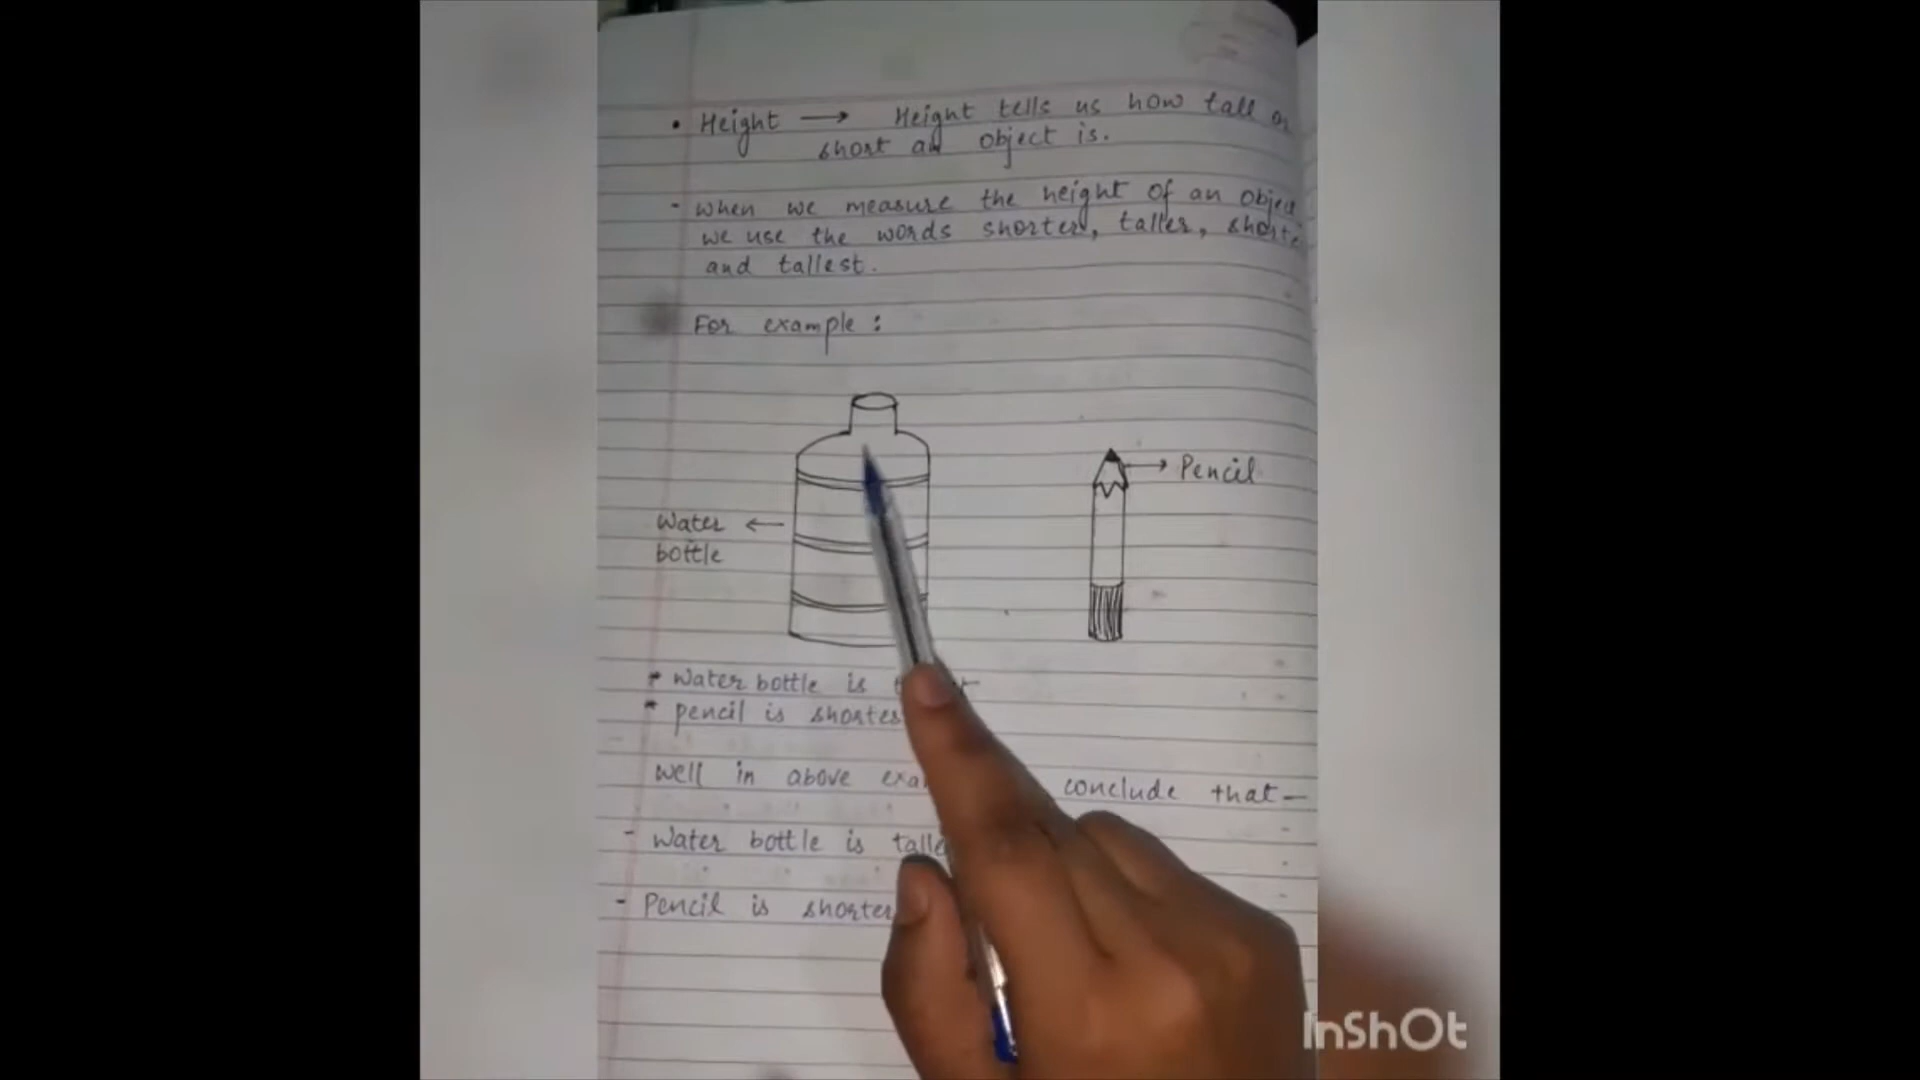 • Height → Height tells us how tall or
short an object is.
- When we measure the height of an object
we use the words shorter, taller,
and tallest.
For example :
Pencil
Water
bottle
* Water bottle is
* pencil is shorter
Well in above conclude that —
- Water bottle is
- Pencil is shorter
InShOt